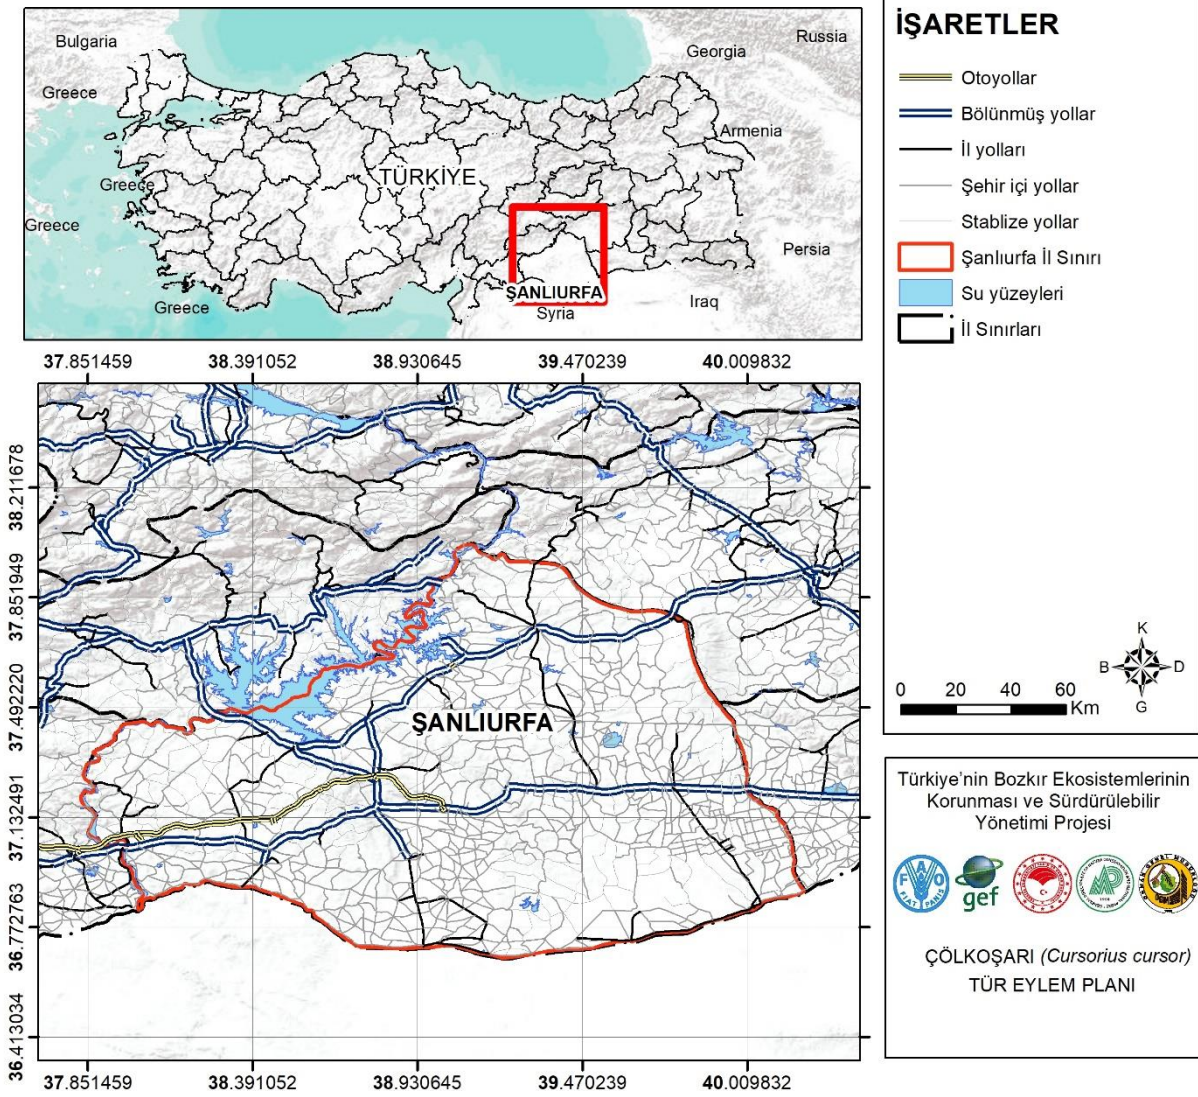 Bulgaria
Georgia
Russia
Greece
Armenia
TÜRKİYE
Greece
Greece
Persia
ŞANLIURFA
Greece
Iraq
Syria
İŞARETLER
Otoyollar
Bölünmüş yollar
İl yolları
Şehir içi yollar
Stablize yollar
Şanlıurfa İl Sınırı
Su yüzeyleri
İl Sınırları
37.851459 38.391052 38.930645 39.470239 40.009832
38.211678
37.851949
37.492220
37.132491
36.772763
36.413034
ŞANLIURFA
37.851459 38.391052 38.930645 39.470239 40.009832
K
B D
G
0 20 40 60
Km
Türkiye'nin Bozkır Ekosistemlerinin
Korunması ve Sürdürülebilir
Yönetimi Projesi
FAO
FIAT PANIS
gef
ÇÖLKOŞARI (Cursorius cursor)
TÜR EYLEM PLANI